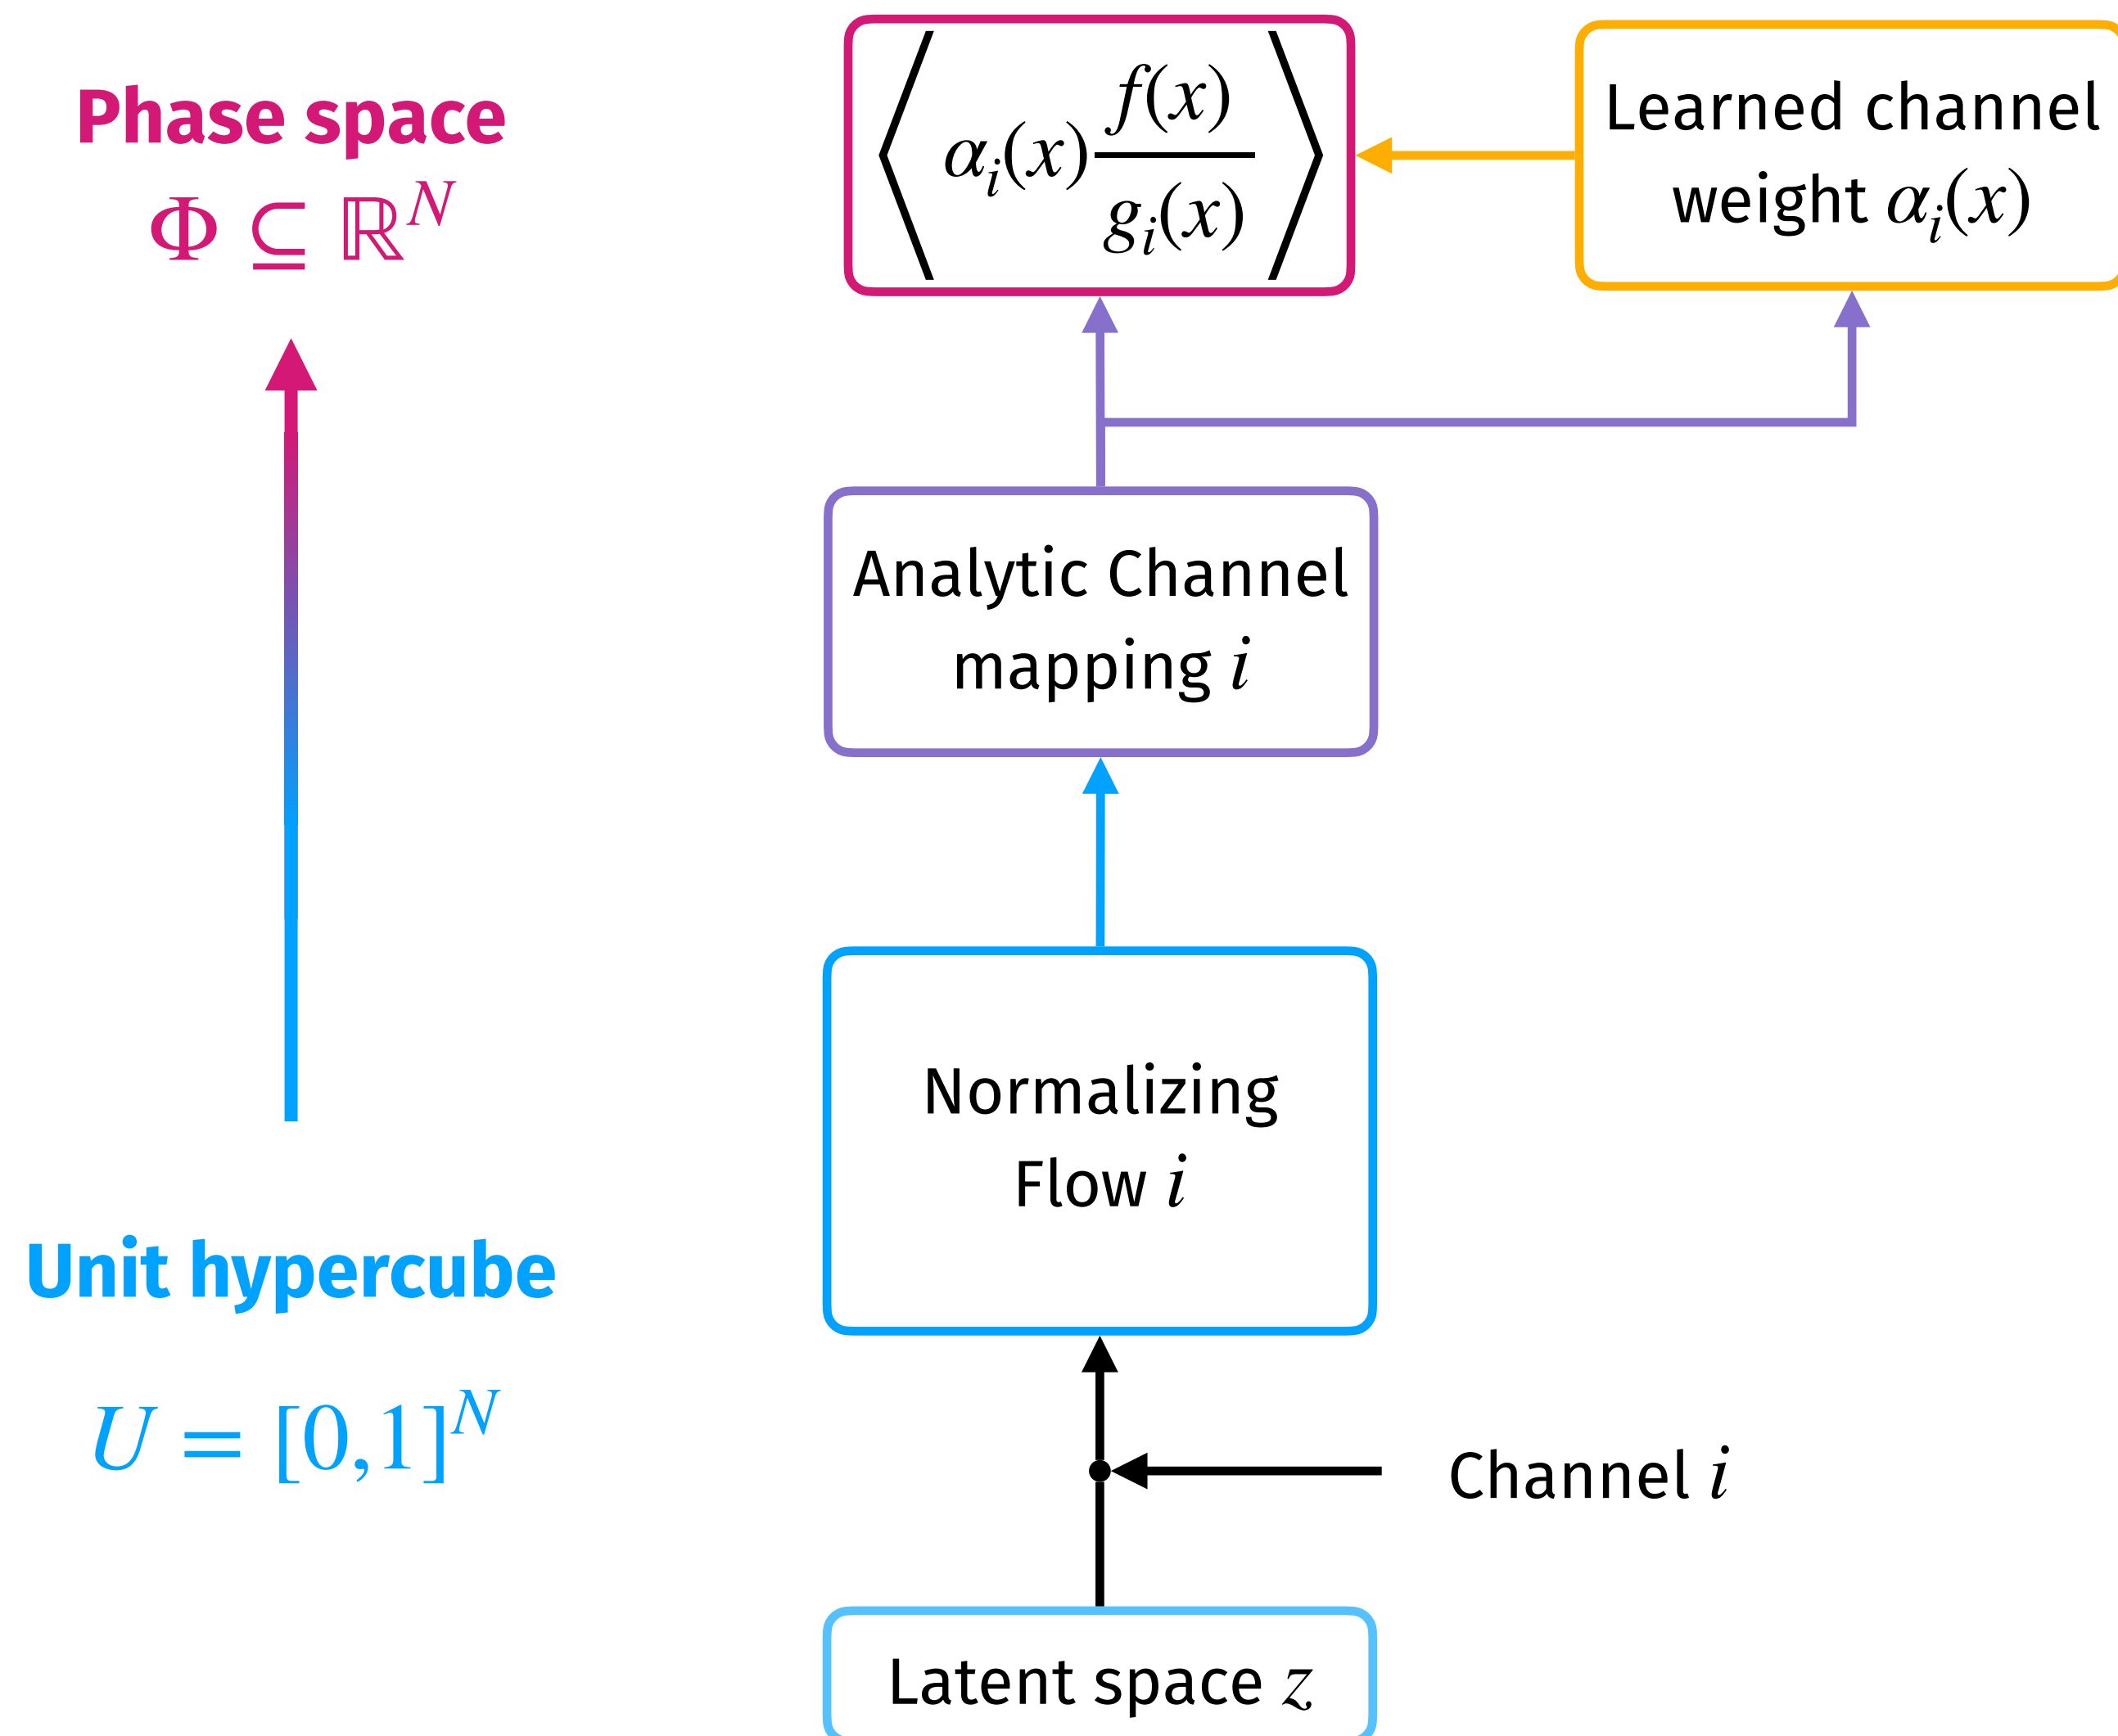 Phase space
Φ ⊆ ℝ^N
⟨ α_i(x) f(x) / g_i(x) ⟩
Learned channel
weight α_i(x)
Analytic Channel
mapping i
Normalizing
Flow i
Unit hypercube
U = [0,1]^N
Channel i
Latent space z